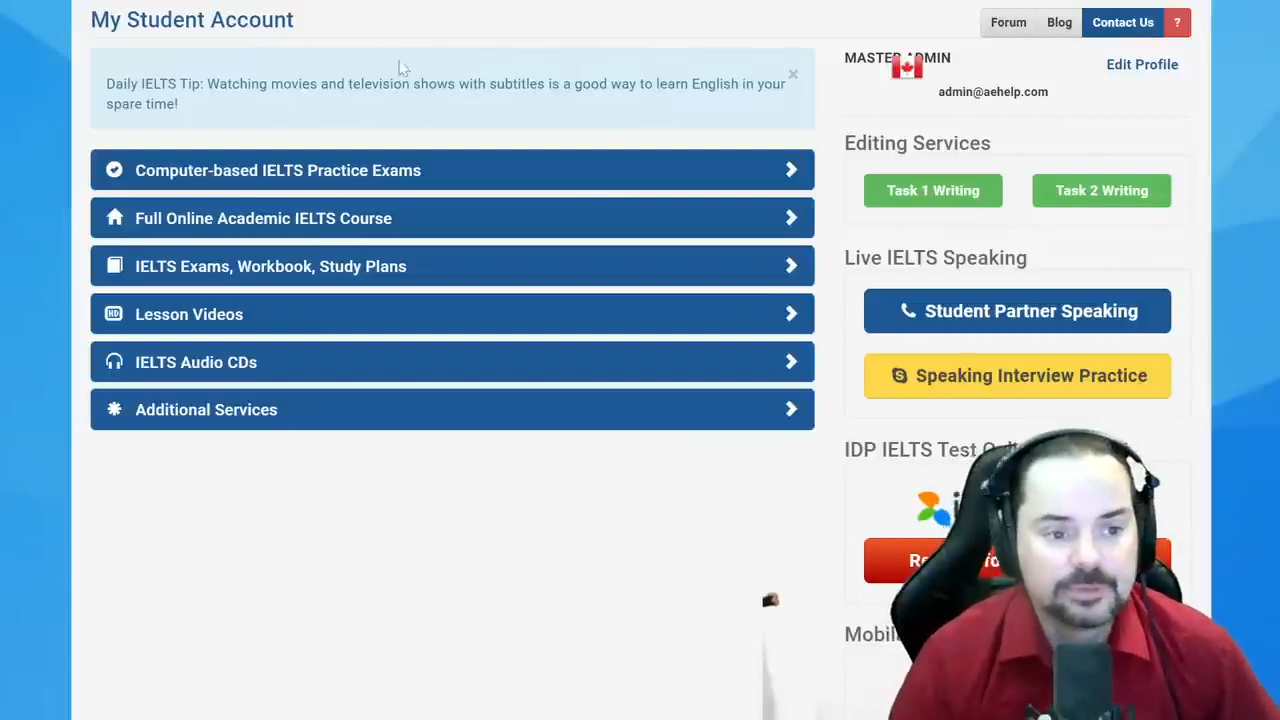 My Student Account
Forum
Blog
Contact Us
?
Daily IELTS Tip: Watching movies and television shows with subtitles is a good way to learn English in your
spare time!
×
Computer-based IELTS Practice Exams
Full Online Academic IELTS Course
IELTS Exams, Workbook, Study Plans
HD
Lesson Videos
IELTS Audio CDs
Additional Services
MASTER ADMIN
Edit Profile
admin@aehelp.com
Editing Services
Task 1 Writing
Task 2 Writing
Live IELTS Speaking
Student Partner Speaking
Speaking Interview Practice
IDP IELTS Test